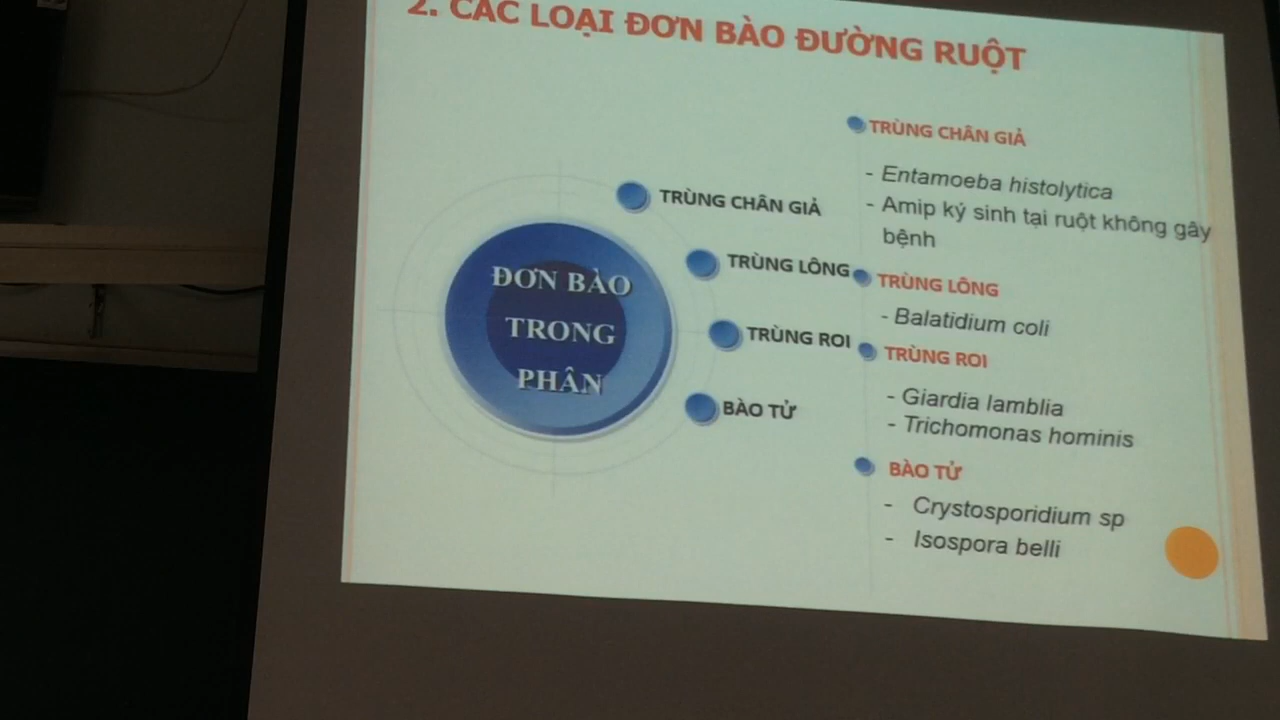 2. CÁC LOẠI ĐƠN BÀO ĐƯỜNG RUỘT
ĐƠN BÀO
TRONG
PHÂN
TRÙNG CHÂN GIẢ
TRÙNG LÔNG
TRÙNG ROI
BÀO TỬ
TRÙNG CHÂN GIẢ
- Entamoeba histolytica
- Amip ký sinh tại ruột không gây
bệnh
TRÙNG LÔNG
- Balatidium coli
TRÙNG ROI
- Giardia lamblia
- Trichomonas hominis
BÀO TỬ
- Crystosporidium sp
- Isospora belli